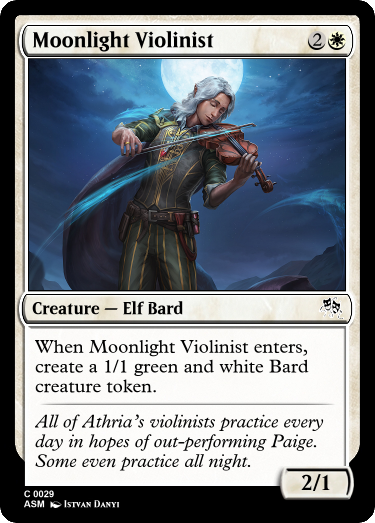 Moonlight Violinist 2
Creature — Elf Bard
When Moonlight Violinist enters,
create a 1/1 green and white Bard
creature token.
All of Athria's violinists practice every
day in hopes of out-performing Paige.
Some even practice all night.
2/1
C 0029
ASM Istvan Danyi